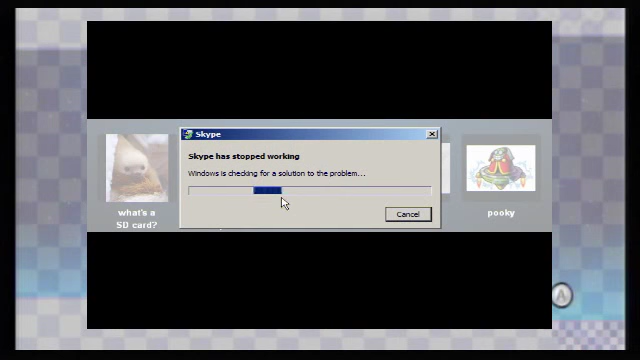 Skype
Skype has stopped working
Windows is checking for a solution to the problem...
Cancel
what's a
SD card?
pooky
A